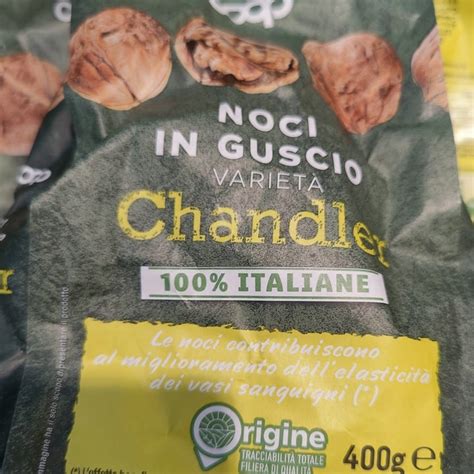 NOCI
IN GUSCIO
VARIETÀ
Chandler
100% ITALIANE
Le noci contribuiscono
al miglioramento dell'elasticità
dei vasi sanguigni (*)
Origine
TRACCIABILITÀ TOTALE
FILIERA DI QUALITÀ
400g e